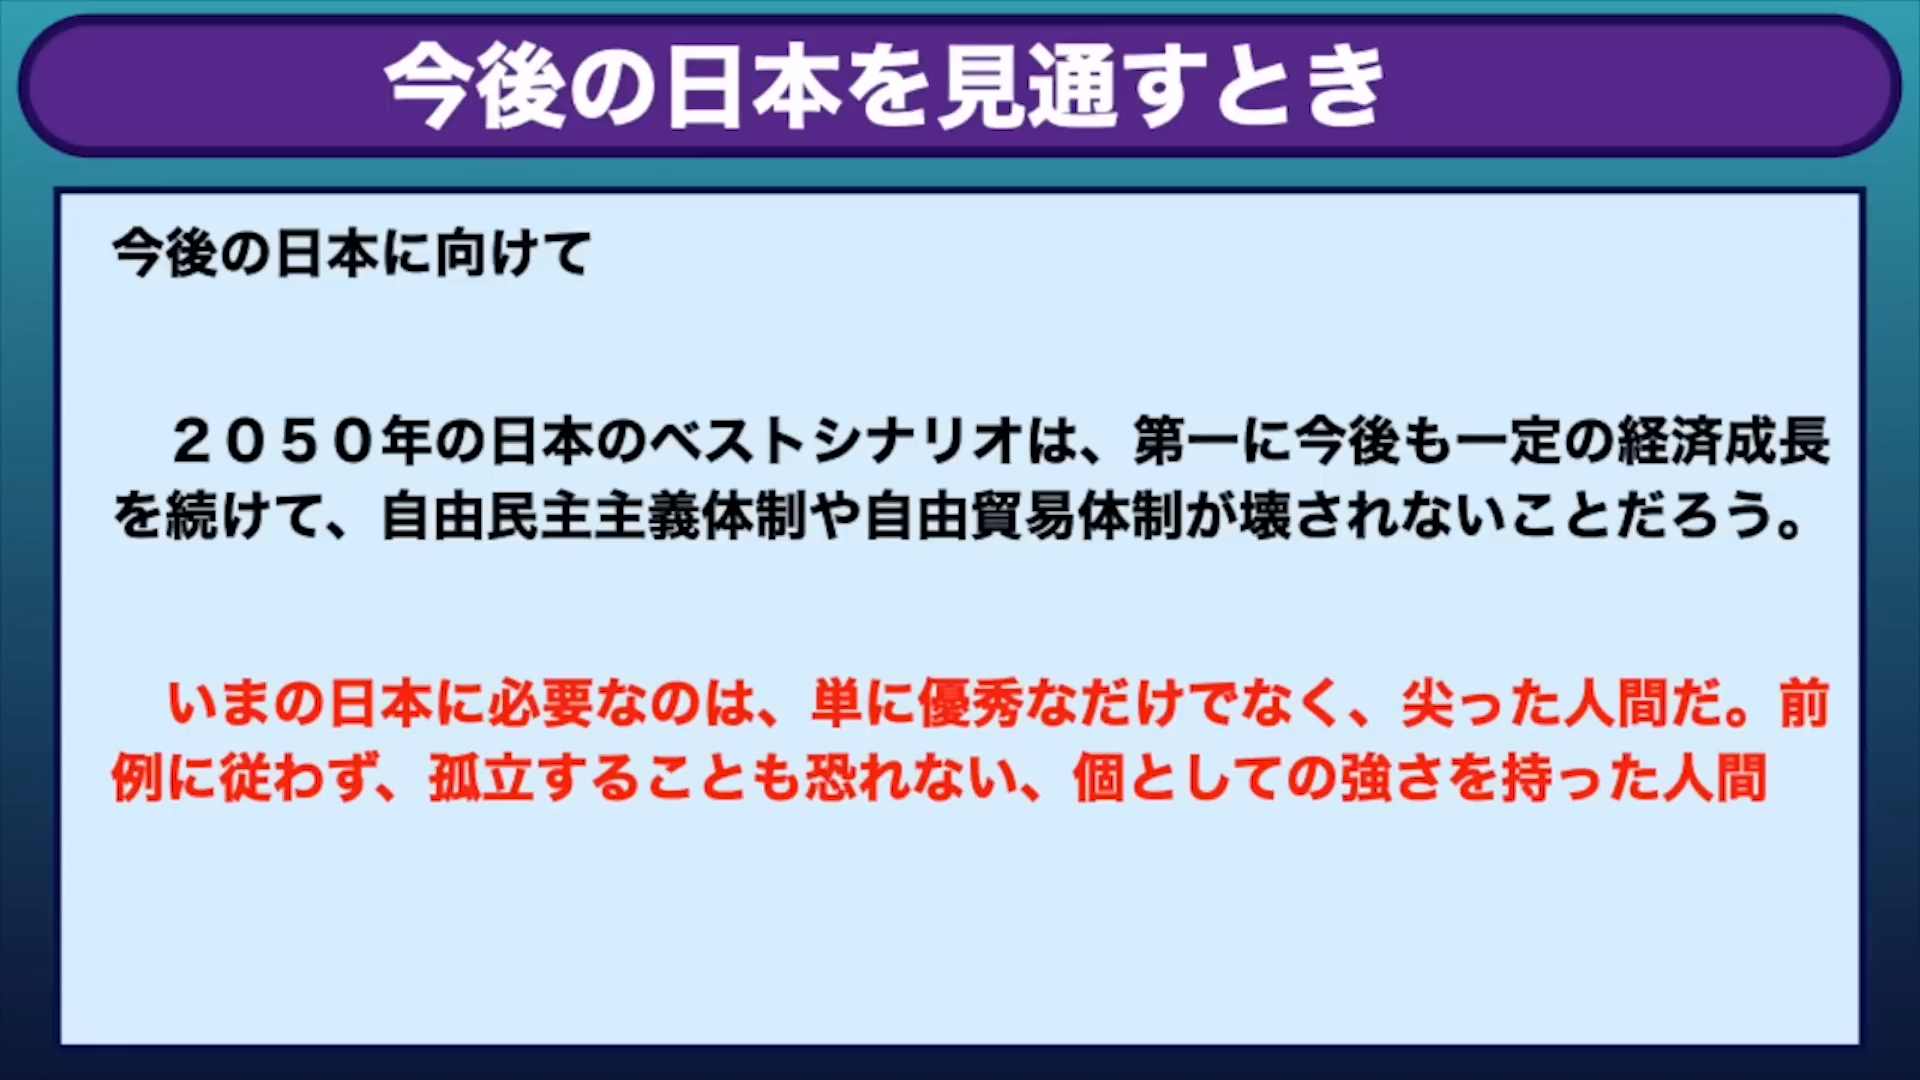 今後の日本を見通すとき
今後の日本に向けて
　２０５０年の日本のベストシナリオは、第一に今後も一定の経済成長
を続けて、自由民主主義体制や自由貿易体制が壊されないことだろう。
　いまの日本に必要なのは、単に優秀なだけでなく、尖った人間だ。前
例に従わず、孤立することも恐れない、個としての強さを持った人間